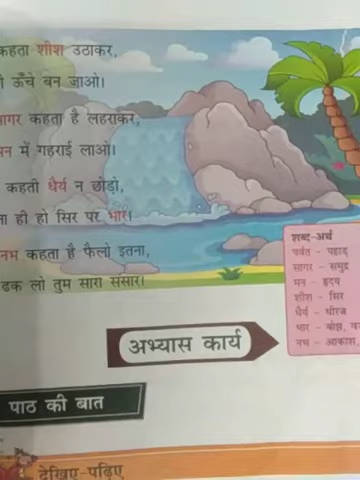 कहता शीश उठाकर,
ऊँचे बन जाओ।
सागर कहता है लहराकर,
मन में गहराई लाओ।
कहती धैर्य न छोड़ो,
ही हो सिर पर भार।
नभ कहता है फैलो इतना,
ढक लो तुम सारा संसार।
शब्द-अर्थ
पर्वत - पहाड़
सागर - समुद्र
मन - हृदय
शीश - सिर
धैर्य - धीरज
भार - बोझ,
नभ - आकाश,
अभ्यास कार्य
पाठ की बात
देखिए-पढ़िए